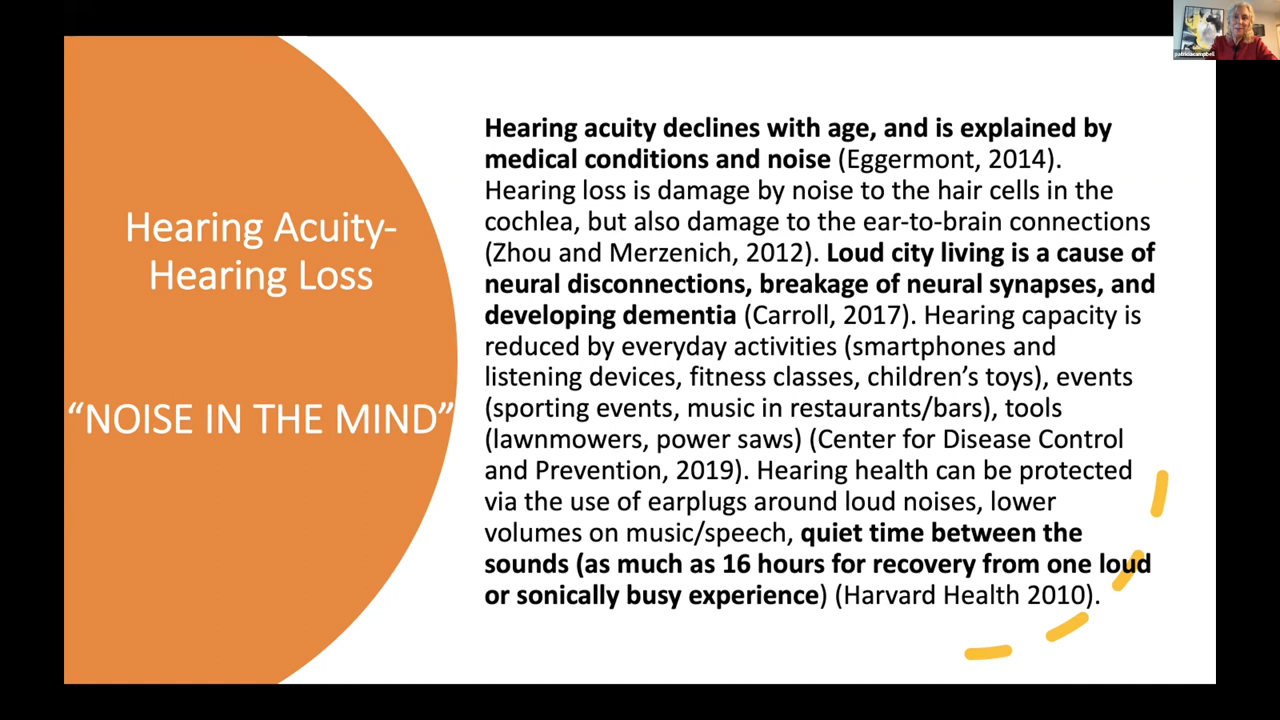 Hearing Acuity-
Hearing Loss
“NOISE IN THE MIND”
Hearing acuity declines with age, and is explained by
medical conditions and noise (Eggermont, 2014).
Hearing loss is damage by noise to the hair cells in the
cochlea, but also damage to the ear-to-brain connections
(Zhou and Merzenich, 2012). Loud city living is a cause of
neural disconnections, breakage of neural synapses, and
developing dementia (Carroll, 2017). Hearing capacity is
reduced by everyday activities (smartphones and
listening devices, fitness classes, children’s toys), events
(sporting events, music in restaurants/bars), tools
(lawnmowers, power saws) (Center for Disease Control
and Prevention, 2019). Hearing health can be protected
via the use of earplugs around loud noises, lower
volumes on music/speech, quiet time between the
sounds (as much as 16 hours for recovery from one loud
or sonically busy experience) (Harvard Health 2010).
patriciacampbell